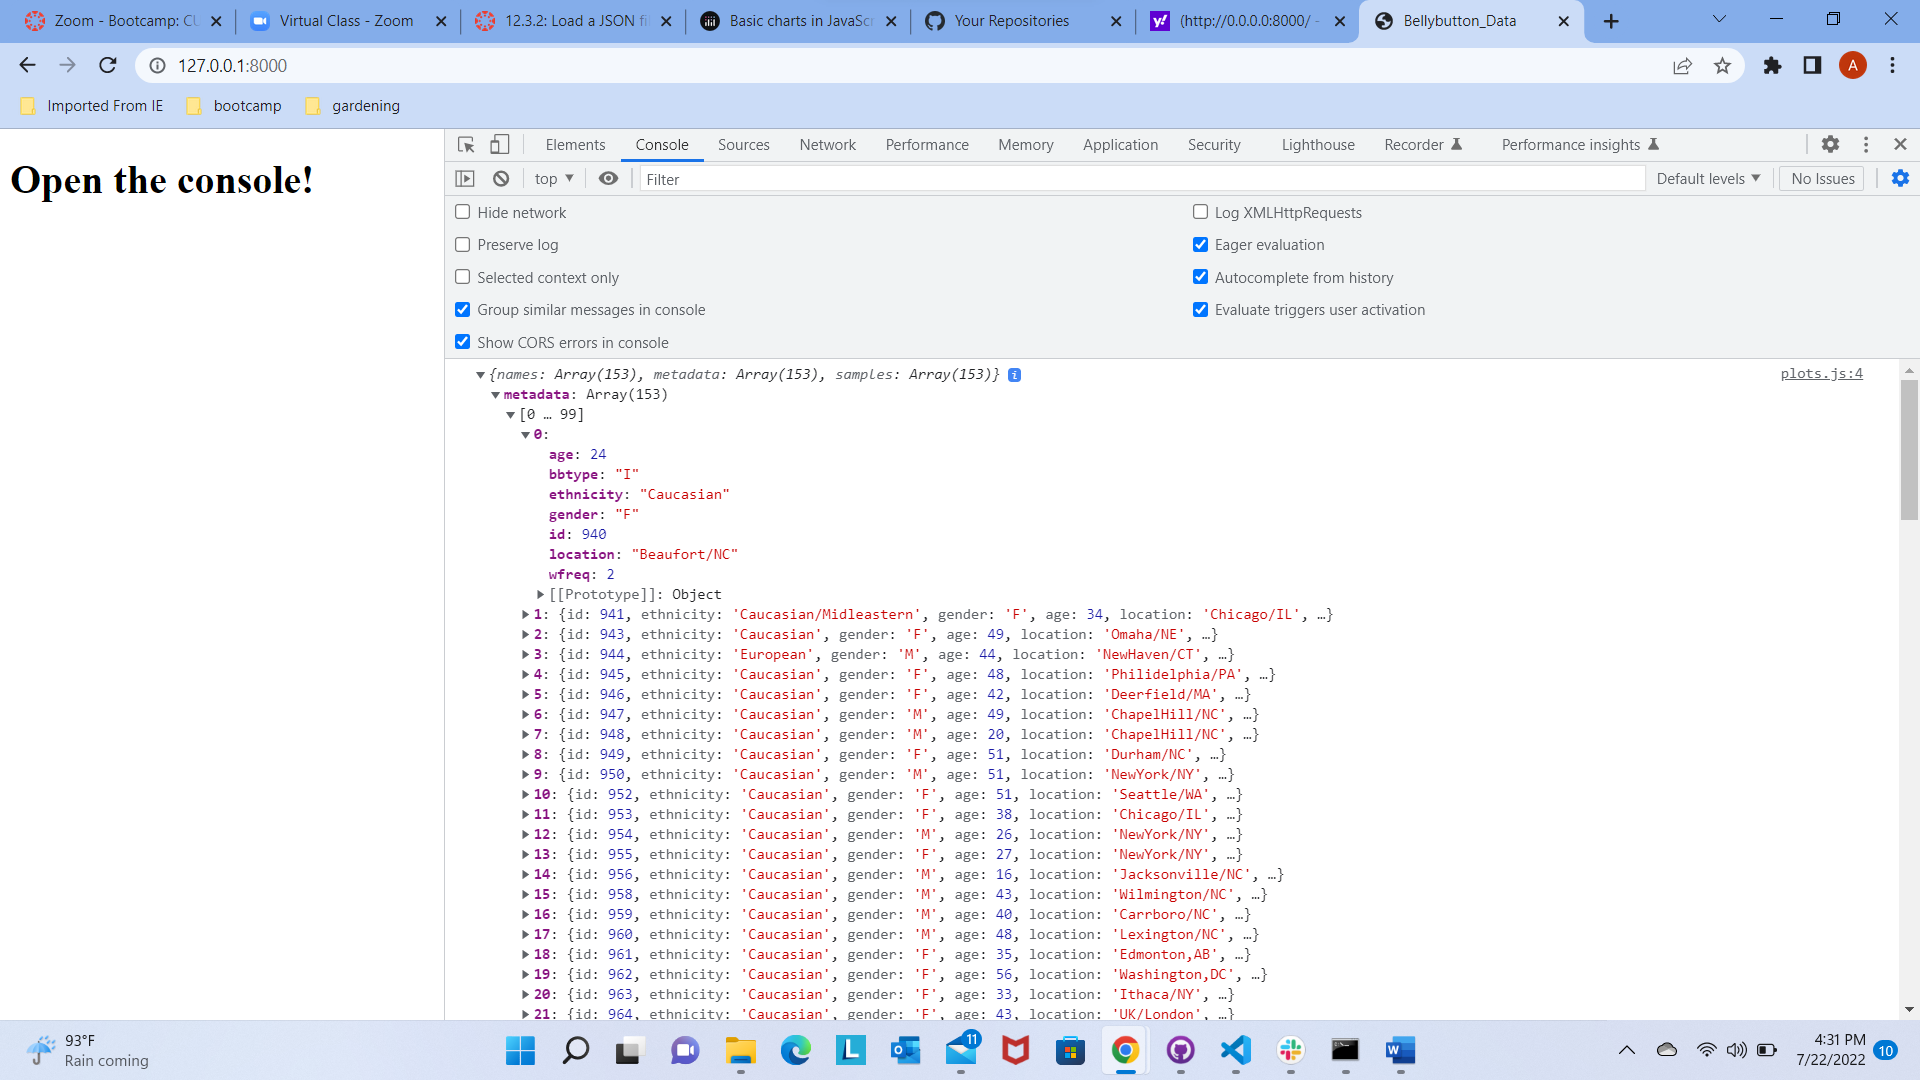 Zoom - Bootcamp: CU
Virtual Class - Zoom
12.3.2: Load a JSON fi
Basic charts in JavaScr
Your Repositories
(http://0.0.0.0:8000/ -
Bellybutton_Data
127.0.0.1:8000
A
Imported From IE
bootcamp
gardening
Open the console!
Elements
Console
Sources
Network
Performance
Memory
Application
Security
Lighthouse
Recorder
Performance insights
top
Filter
Default levels
No Issues
Hide network
Log XMLHttpRequests
Preserve log
Eager evaluation
Selected context only
Autocomplete from history
Group similar messages in console
Evaluate triggers user activation
Show CORS errors in console
{names: Array(153), metadata: Array(153), samples: Array(153)} i
plots.js:4
metadata: Array(153)
[0 … 99]
0:
age: 24
bbtype: "I"
ethnicity: "Caucasian"
gender: "F"
id: 940
location: "Beaufort/NC"
wfreq: 2
[[Prototype]]: Object
1: {id: 941, ethnicity: 'Caucasian/Midleastern', gender: 'F', age: 34, location: 'Chicago/IL', …}
2: {id: 943, ethnicity: 'Caucasian', gender: 'F', age: 49, location: 'Omaha/NE', …}
3: {id: 944, ethnicity: 'European', gender: 'M', age: 44, location: 'NewHaven/CT', …}
4: {id: 945, ethnicity: 'Caucasian', gender: 'F', age: 48, location: 'Philidelphia/PA', …}
5: {id: 946, ethnicity: 'Caucasian', gender: 'F', age: 42, location: 'Deerfield/MA', …}
6: {id: 947, ethnicity: 'Caucasian', gender: 'M', age: 49, location: 'ChapelHill/NC', …}
7: {id: 948, ethnicity: 'Caucasian', gender: 'M', age: 20, location: 'ChapelHill/NC', …}
8: {id: 949, ethnicity: 'Caucasian', gender: 'F', age: 51, location: 'Durham/NC', …}
9: {id: 950, ethnicity: 'Caucasian', gender: 'M', age: 51, location: 'NewYork/NY', …}
10: {id: 952, ethnicity: 'Caucasian', gender: 'F', age: 51, location: 'Seattle/WA', …}
11: {id: 953, ethnicity: 'Caucasian', gender: 'F', age: 38, location: 'Chicago/IL', …}
12: {id: 954, ethnicity: 'Caucasian', gender: 'M', age: 26, location: 'NewYork/NY', …}
13: {id: 955, ethnicity: 'Caucasian', gender: 'F', age: 27, location: 'NewYork/NY', …}
14: {id: 956, ethnicity: 'Caucasian', gender: 'M', age: 16, location: 'Jacksonville/NC', …}
15: {id: 958, ethnicity: 'Caucasian', gender: 'M', age: 43, location: 'Wilmington/NC', …}
16: {id: 959, ethnicity: 'Caucasian', gender: 'M', age: 40, location: 'Carrboro/NC', …}
17: {id: 960, ethnicity: 'Caucasian', gender: 'M', age: 48, location: 'Lexington/NC', …}
18: {id: 961, ethnicity: 'Caucasian', gender: 'F', age: 35, location: 'Edmonton,AB', …}
19: {id: 962, ethnicity: 'Caucasian', gender: 'F', age: 56, location: 'Washington,DC', …}
20: {id: 963, ethnicity: 'Caucasian', gender: 'F', age: 33, location: 'Ithaca/NY', …}
21: {id: 964, ethnicity: 'Caucasian', gender: 'F', age: 43, location: 'UK/London', …}
93°F
Rain coming
11
4:31 PM
7/22/2022
10